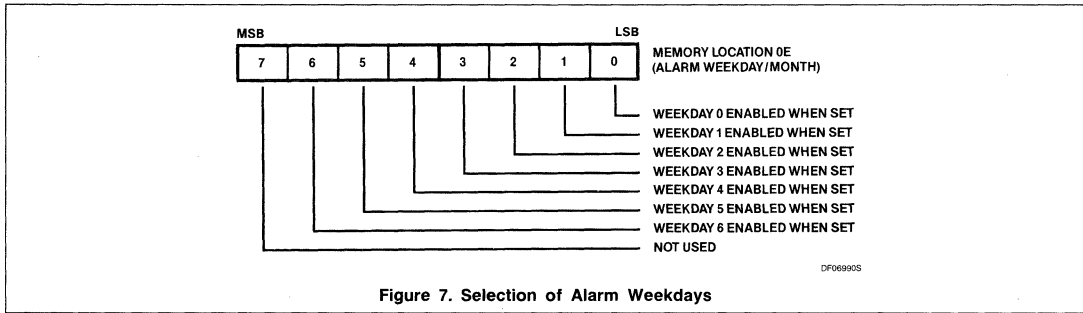 MSB LSB
7 6 5 4 3 2 1 0
MEMORY LOCATION 0E
(ALARM WEEKDAY/MONTH)
WEEKDAY 0 ENABLED WHEN SET
WEEKDAY 1 ENABLED WHEN SET
WEEKDAY 2 ENABLED WHEN SET
WEEKDAY 3 ENABLED WHEN SET
WEEKDAY 4 ENABLED WHEN SET
WEEKDAY 5 ENABLED WHEN SET
WEEKDAY 6 ENABLED WHEN SET
NOT USED
DF06990S
Figure 7. Selection of Alarm Weekdays